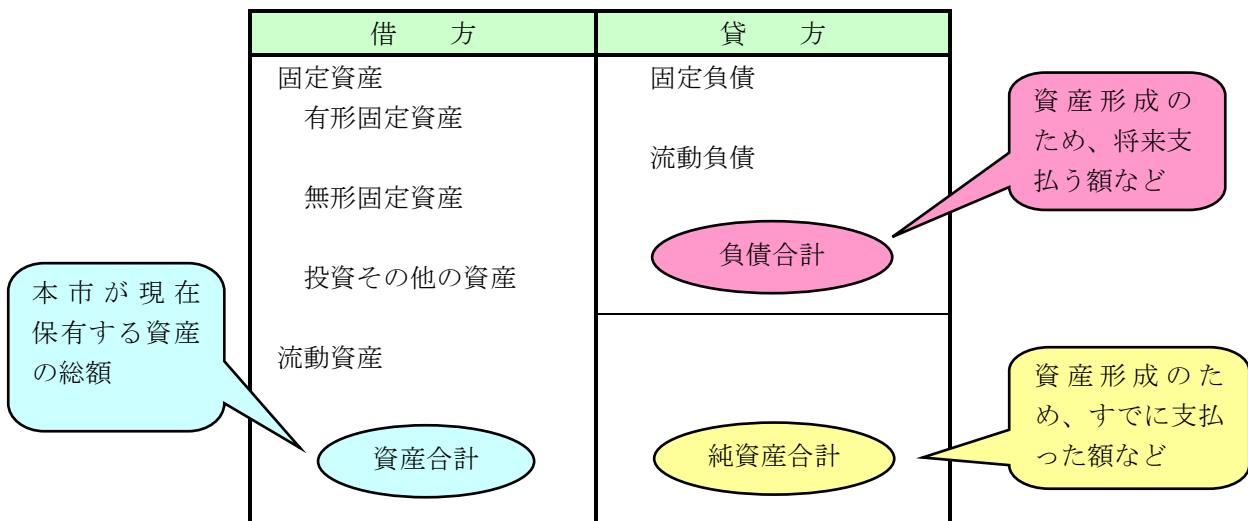 借　方
貸　方
固定資産
有形固定資産
無形固定資産
投資その他の資産
流動資産
資産合計
固定負債
流動負債
負債合計
純資産合計
本市が現在
保有する資産
の総額
資産形成の
ため、将来支
払う額など
資産形成のた
め、すでに支払
った額など